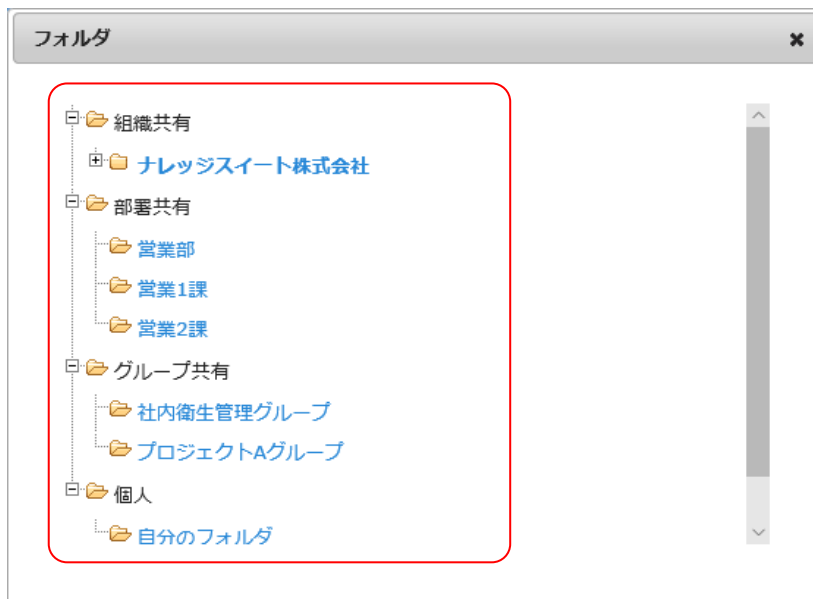 フォルダ
組織共有
ナレッジスイート株式会社
部署共有
営業部
営業1課
営業2課
グループ共有
社内衛生管理グループ
プロジェクトAグループ
個人
自分のフォルダ